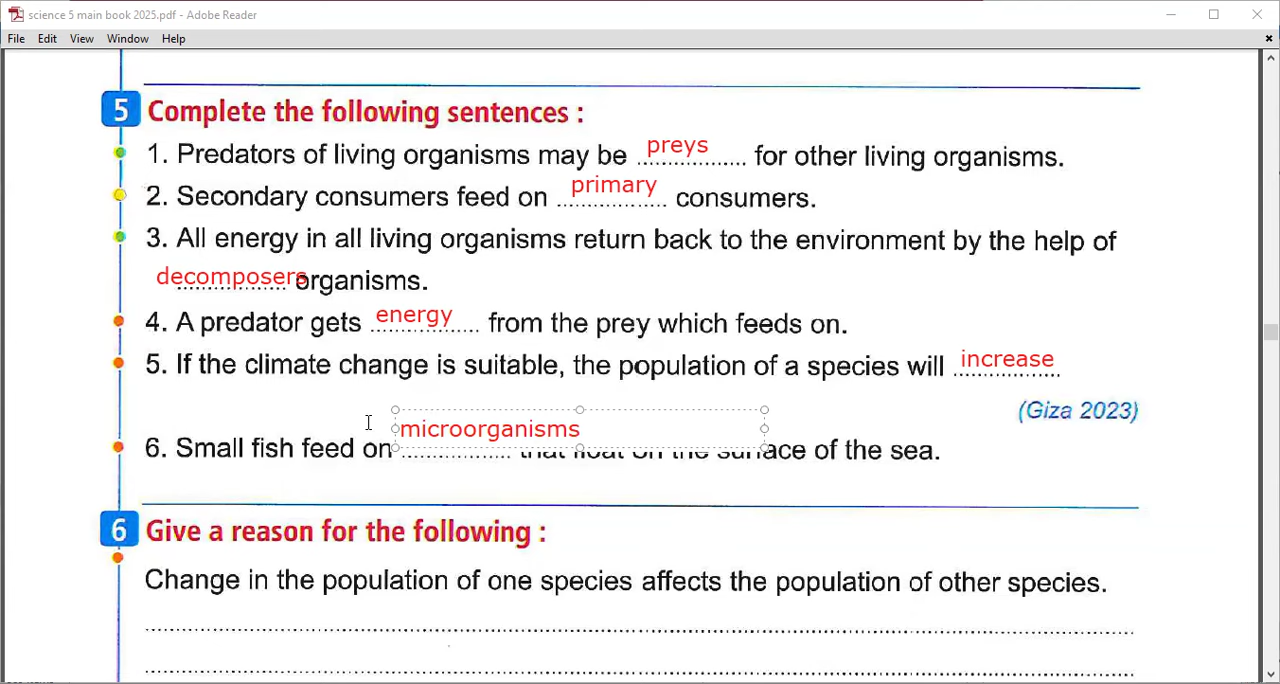 science 5 main book 2025.pdf - Adobe Reader
File Edit View Window Help
5 Complete the following sentences :
1. Predators of living organisms may be preys for other living organisms.
2. Secondary consumers feed on primary consumers.
3. All energy in all living organisms return back to the environment by the help of
decomposers organisms.
4. A predator gets energy from the prey which feeds on.
5. If the climate change is suitable, the population of a species will increase
(Giza 2023)
6. Small fish feed on microorganisms that float on the surface of the sea.
6 Give a reason for the following :
Change in the population of one species affects the population of other species.